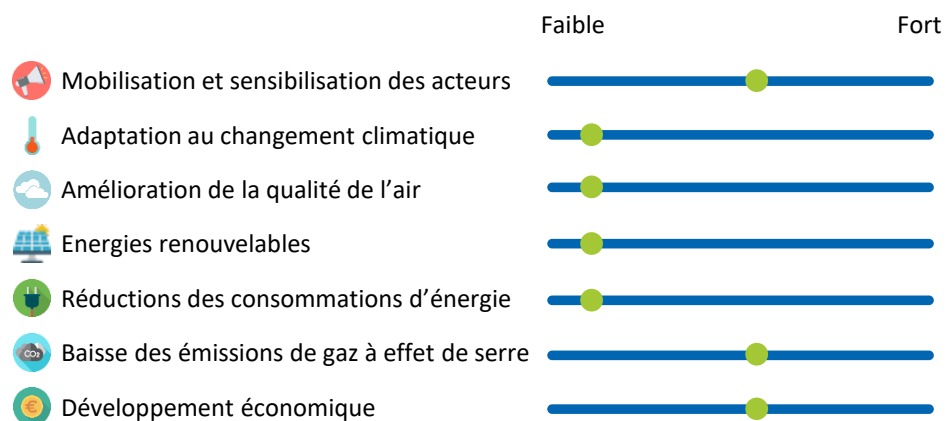 Faible Fort
Mobilisation et sensibilisation des acteurs
Adaptation au changement climatique
Amélioration de la qualité de l’air
Energies renouvelables
Réductions des consommations d’énergie
CO₂ Baisse des émissions de gaz à effet de serre
€ Développement économique